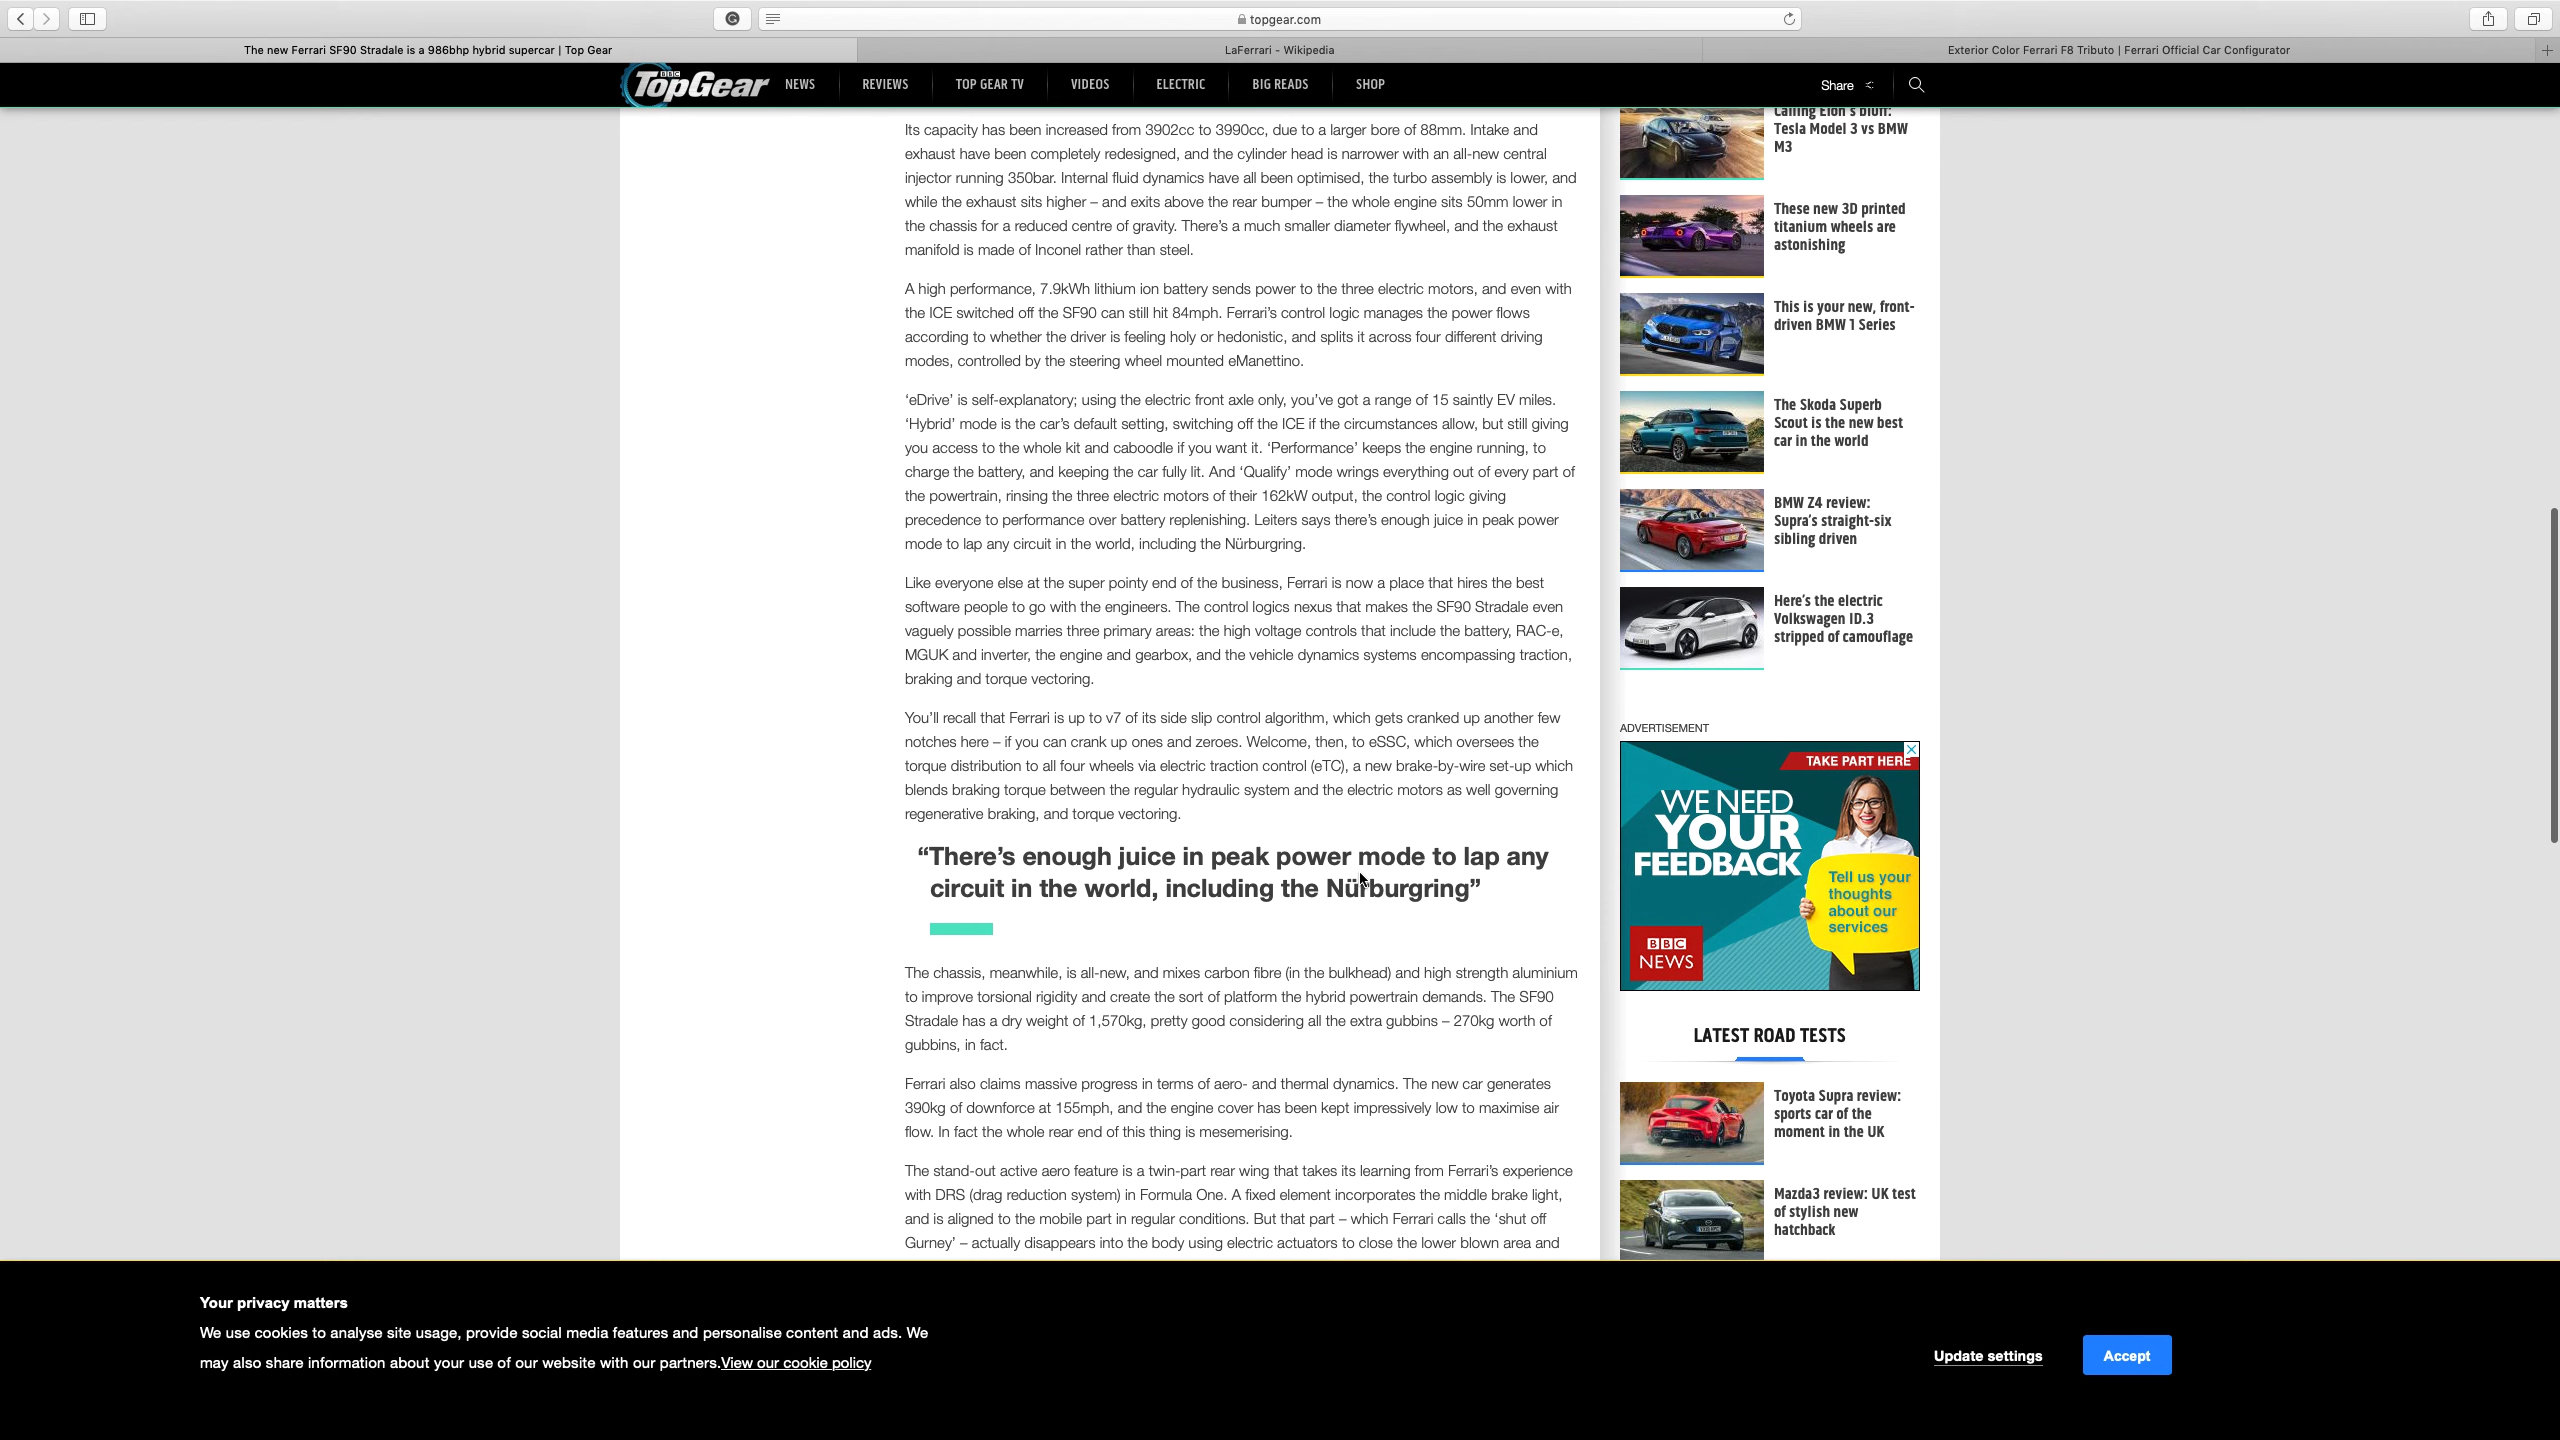 topgear.com
The new Ferrari SF90 Stradale is a 986bhp hybrid supercar | Top Gear
LaFerrari - Wikipedia
Exterior Color Ferrari F8 Tributo | Ferrari Official Car Configurator
BBC
TopGear
NEWS
REVIEWS
TOP GEAR TV
VIDEOS
ELECTRIC
BIG READS
SHOP
Share
Its capacity has been increased from 3902cc to 3990cc, due to a larger bore of 88mm. Intake and
exhaust have been completely redesigned, and the cylinder head is narrower with an all-new central
injector running 350bar. Internal fluid dynamics have all been optimised, the turbo assembly is lower, and
while the exhaust sits higher – and exits above the rear bumper – the whole engine sits 50mm lower in
the chassis for a reduced centre of gravity. There's a much smaller diameter flywheel, and the exhaust
manifold is made of Inconel rather than steel.
A high performance, 7.9kWh lithium ion battery sends power to the three electric motors, and even with
the ICE switched off the SF90 can still hit 84mph. Ferrari's control logic manages the power flows
according to whether the driver is feeling holy or hedonistic, and splits it across four different driving
modes, controlled by the steering wheel mounted eManettino.
‘eDrive’ is self-explanatory; using the electric front axle only, you’ve got a range of 15 saintly EV miles.
‘Hybrid’ mode is the car’s default setting, switching off the ICE if the circumstances allow, but still giving
you access to the whole kit and caboodle if you want it. ‘Performance’ keeps the engine running, to
charge the battery, and keeping the car fully lit. And ‘Qualify’ mode wrings everything out of every part of
the powertrain, rinsing the three electric motors of their 162kW output, the control logic giving
precedence to performance over battery replenishing. Leiters says there’s enough juice in peak power
mode to lap any circuit in the world, including the Nürburgring.
Like everyone else at the super pointy end of the business, Ferrari is now a place that hires the best
software people to go with the engineers. The control logics nexus that makes the SF90 Stradale even
vaguely possible marries three primary areas: the high voltage controls that include the battery, RAC-e,
MGUK and inverter, the engine and gearbox, and the vehicle dynamics systems encompassing traction,
braking and torque vectoring.
You’ll recall that Ferrari is up to v7 of its side slip control algorithm, which gets cranked up another few
notches here – if you can crank up ones and zeroes. Welcome, then, to eSSC, which oversees the
torque distribution to all four wheels via electric traction control (eTC), a new brake-by-wire set-up which
blends braking torque between the regular hydraulic system and the electric motors as well governing
regenerative braking, and torque vectoring.
“There’s enough juice in peak power mode to lap any
circuit in the world, including the Nürburgring”
The chassis, meanwhile, is all-new, and mixes carbon fibre (in the bulkhead) and high strength aluminium
to improve torsional rigidity and create the sort of platform the hybrid powertrain demands. The SF90
Stradale has a dry weight of 1,570kg, pretty good considering all the extra gubbins – 270kg worth of
gubbins, in fact.
Ferrari also claims massive progress in terms of aero- and thermal dynamics. The new car generates
390kg of downforce at 155mph, and the engine cover has been kept impressively low to maximise air
flow. In fact the whole rear end of this thing is mesemerising.
The stand-out active aero feature is a twin-part rear wing that takes its learning from Ferrari’s experience
with DRS (drag reduction system) in Formula One. A fixed element incorporates the middle brake light,
and is aligned to the mobile part in regular conditions. But that part – which Ferrari calls the ‘shut off
Gurney’ – actually disappears into the body using electric actuators to close the lower blown area and
Calling Elon's bluff:
Tesla Model 3 vs BMW
M3
These new 3D printed
titanium wheels are
astonishing
This is your new, front-
driven BMW 1 Series
The Skoda Superb
Scout is the new best
car in the world
BMW Z4 review:
Supra’s straight-six
sibling driven
Here’s the electric
Volkswagen ID.3
stripped of camouflage
ADVERTISEMENT
TAKE PART HERE
WE NEED
YOUR
FEEDBACK
Tell us your
thoughts
about our
services
BBC
NEWS
LATEST ROAD TESTS
Toyota Supra review:
sports car of the
moment in the UK
Mazda3 review: UK test
of stylish new
hatchback
Your privacy matters
We use cookies to analyse site usage, provide social media features and personalise content and ads. We
may also share information about your use of our website with our partners.View our cookie policy
Update settings
Accept